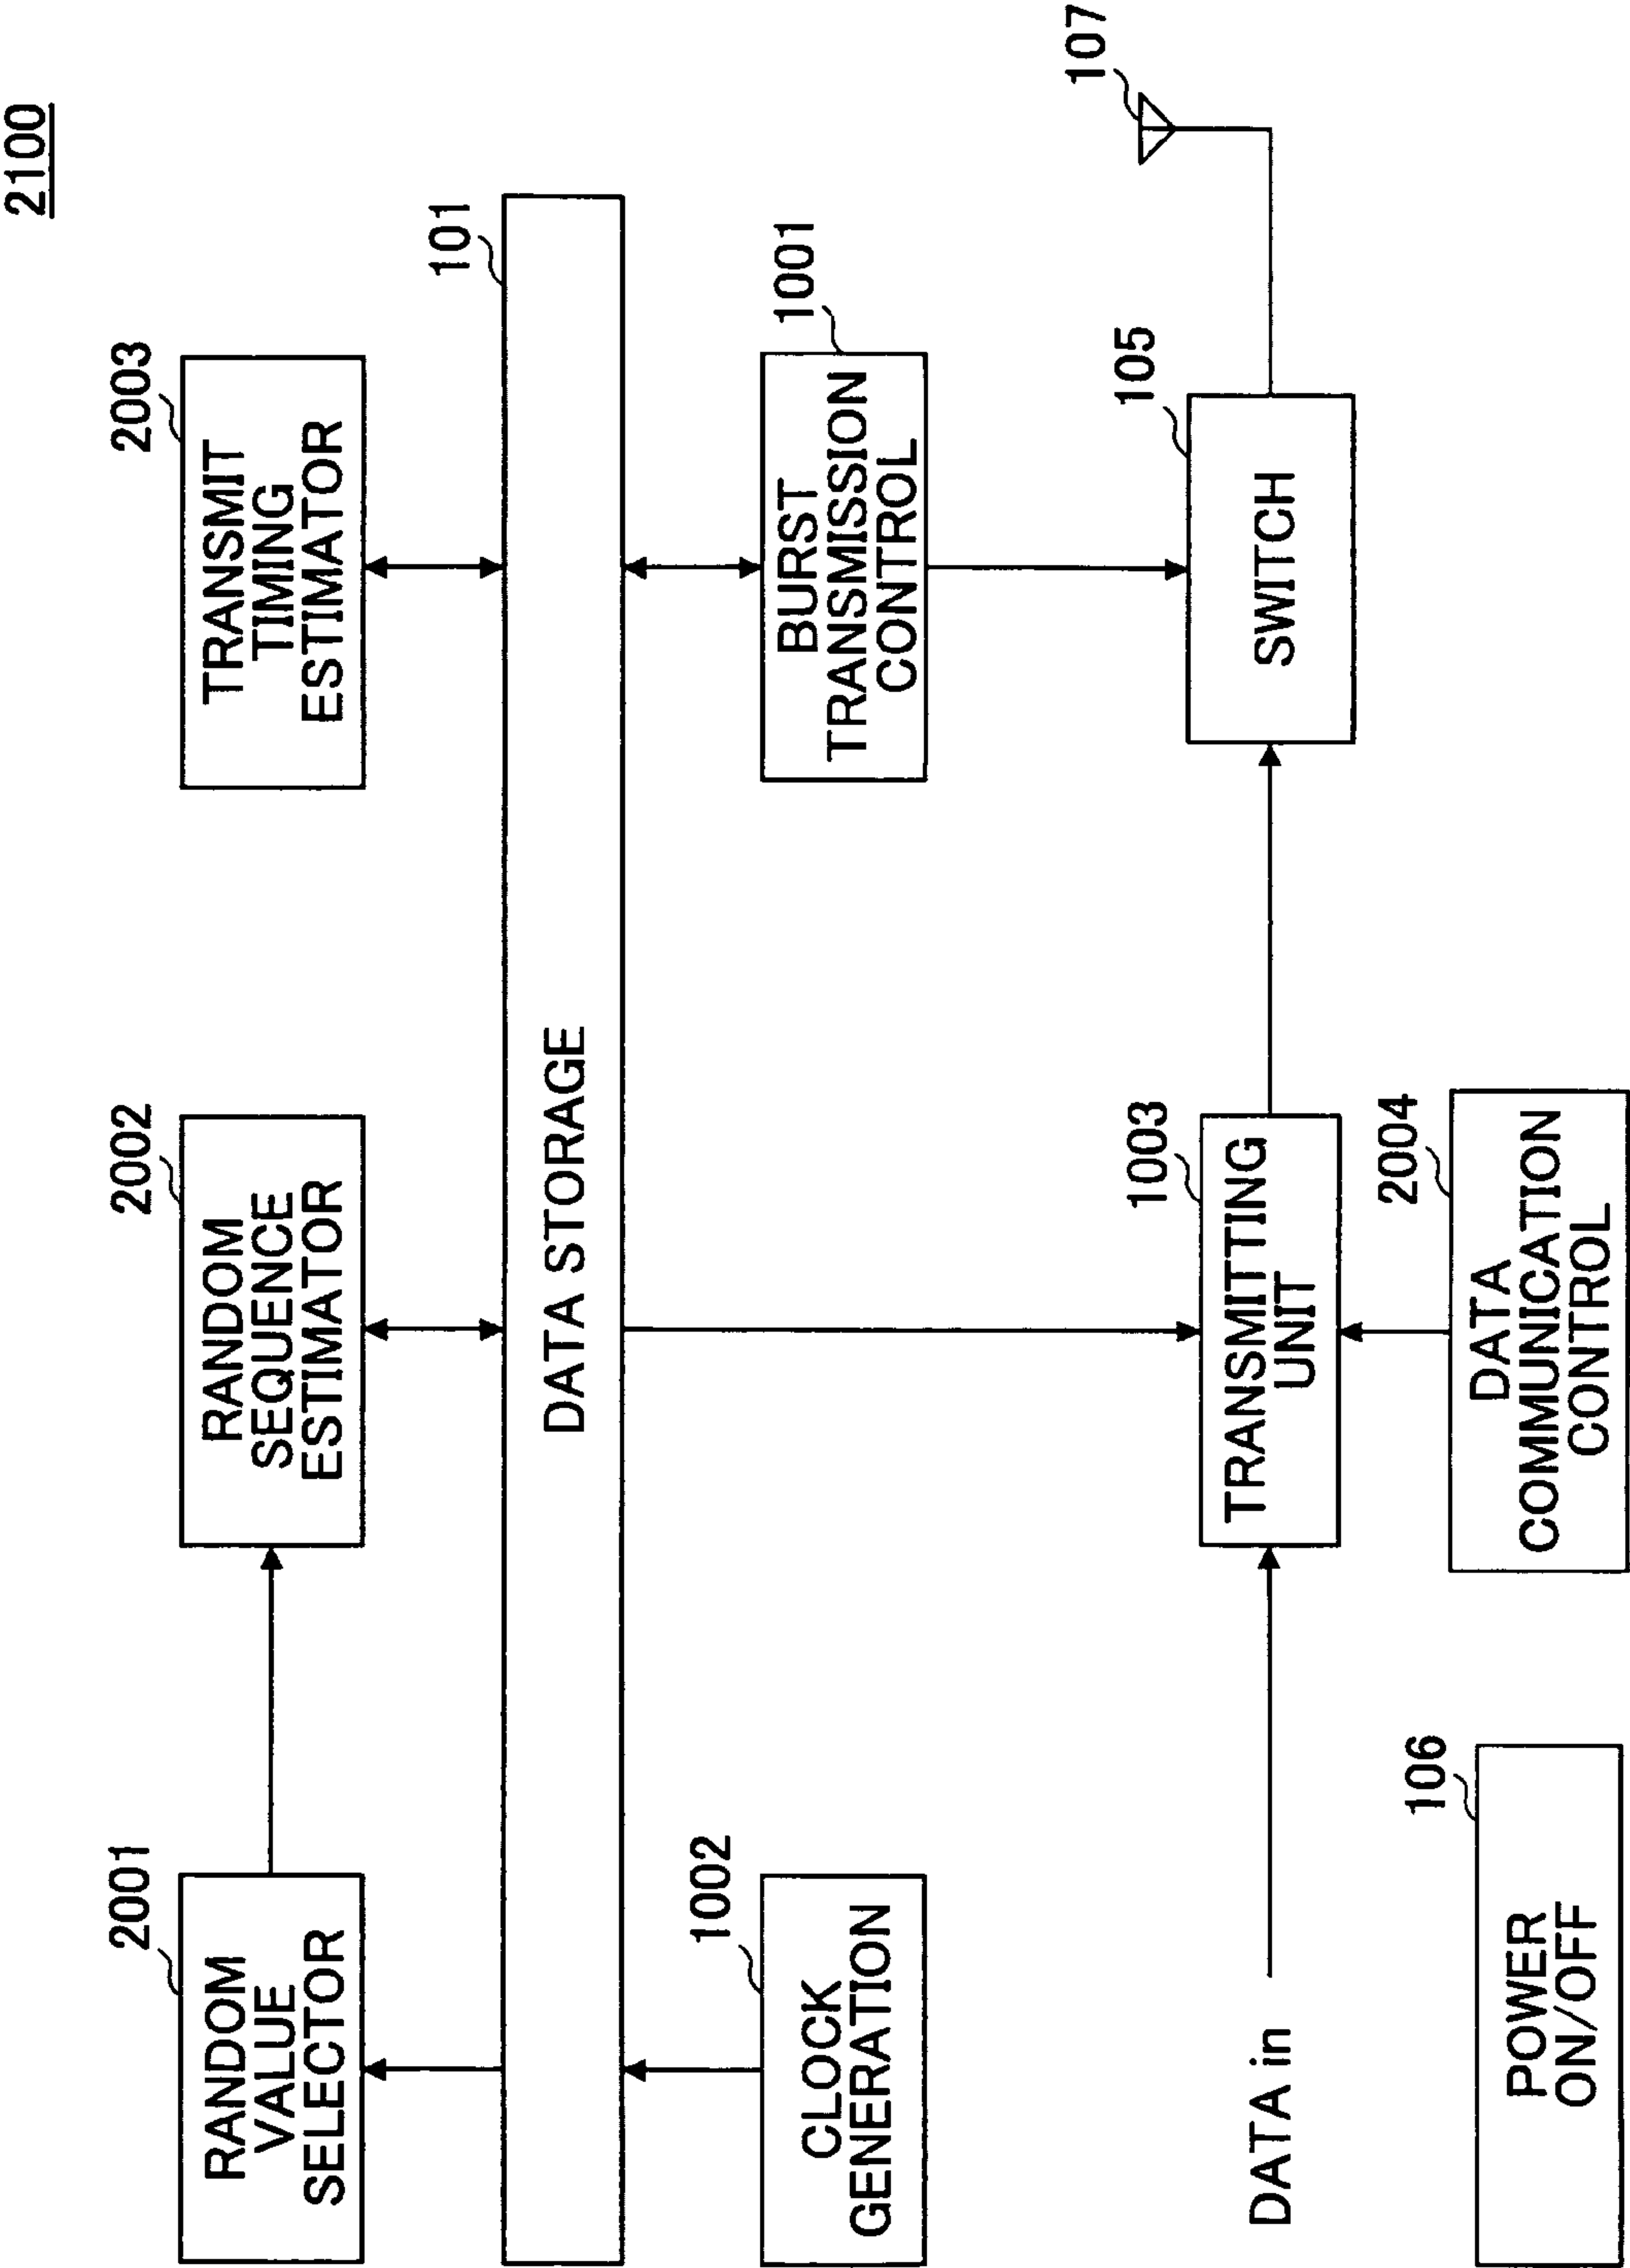 2100
2001
RANDOM
VALUE
SELECTOR
2002
RANDOM
SEQUENCE
ESTIMATOR
2003
TRANSMIT
TIMING
ESTIMATOR
101
DATA STORAGE
1002
CLOCK
GENERATION
1001
BURST
TRANSMISSION
CONTROL
107
DATA in
1003
TRANSMITTING
UNIT
105
SWITCH
106
POWER
ON/OFF
2004
DATA
COMMUNICATION
CONTROL